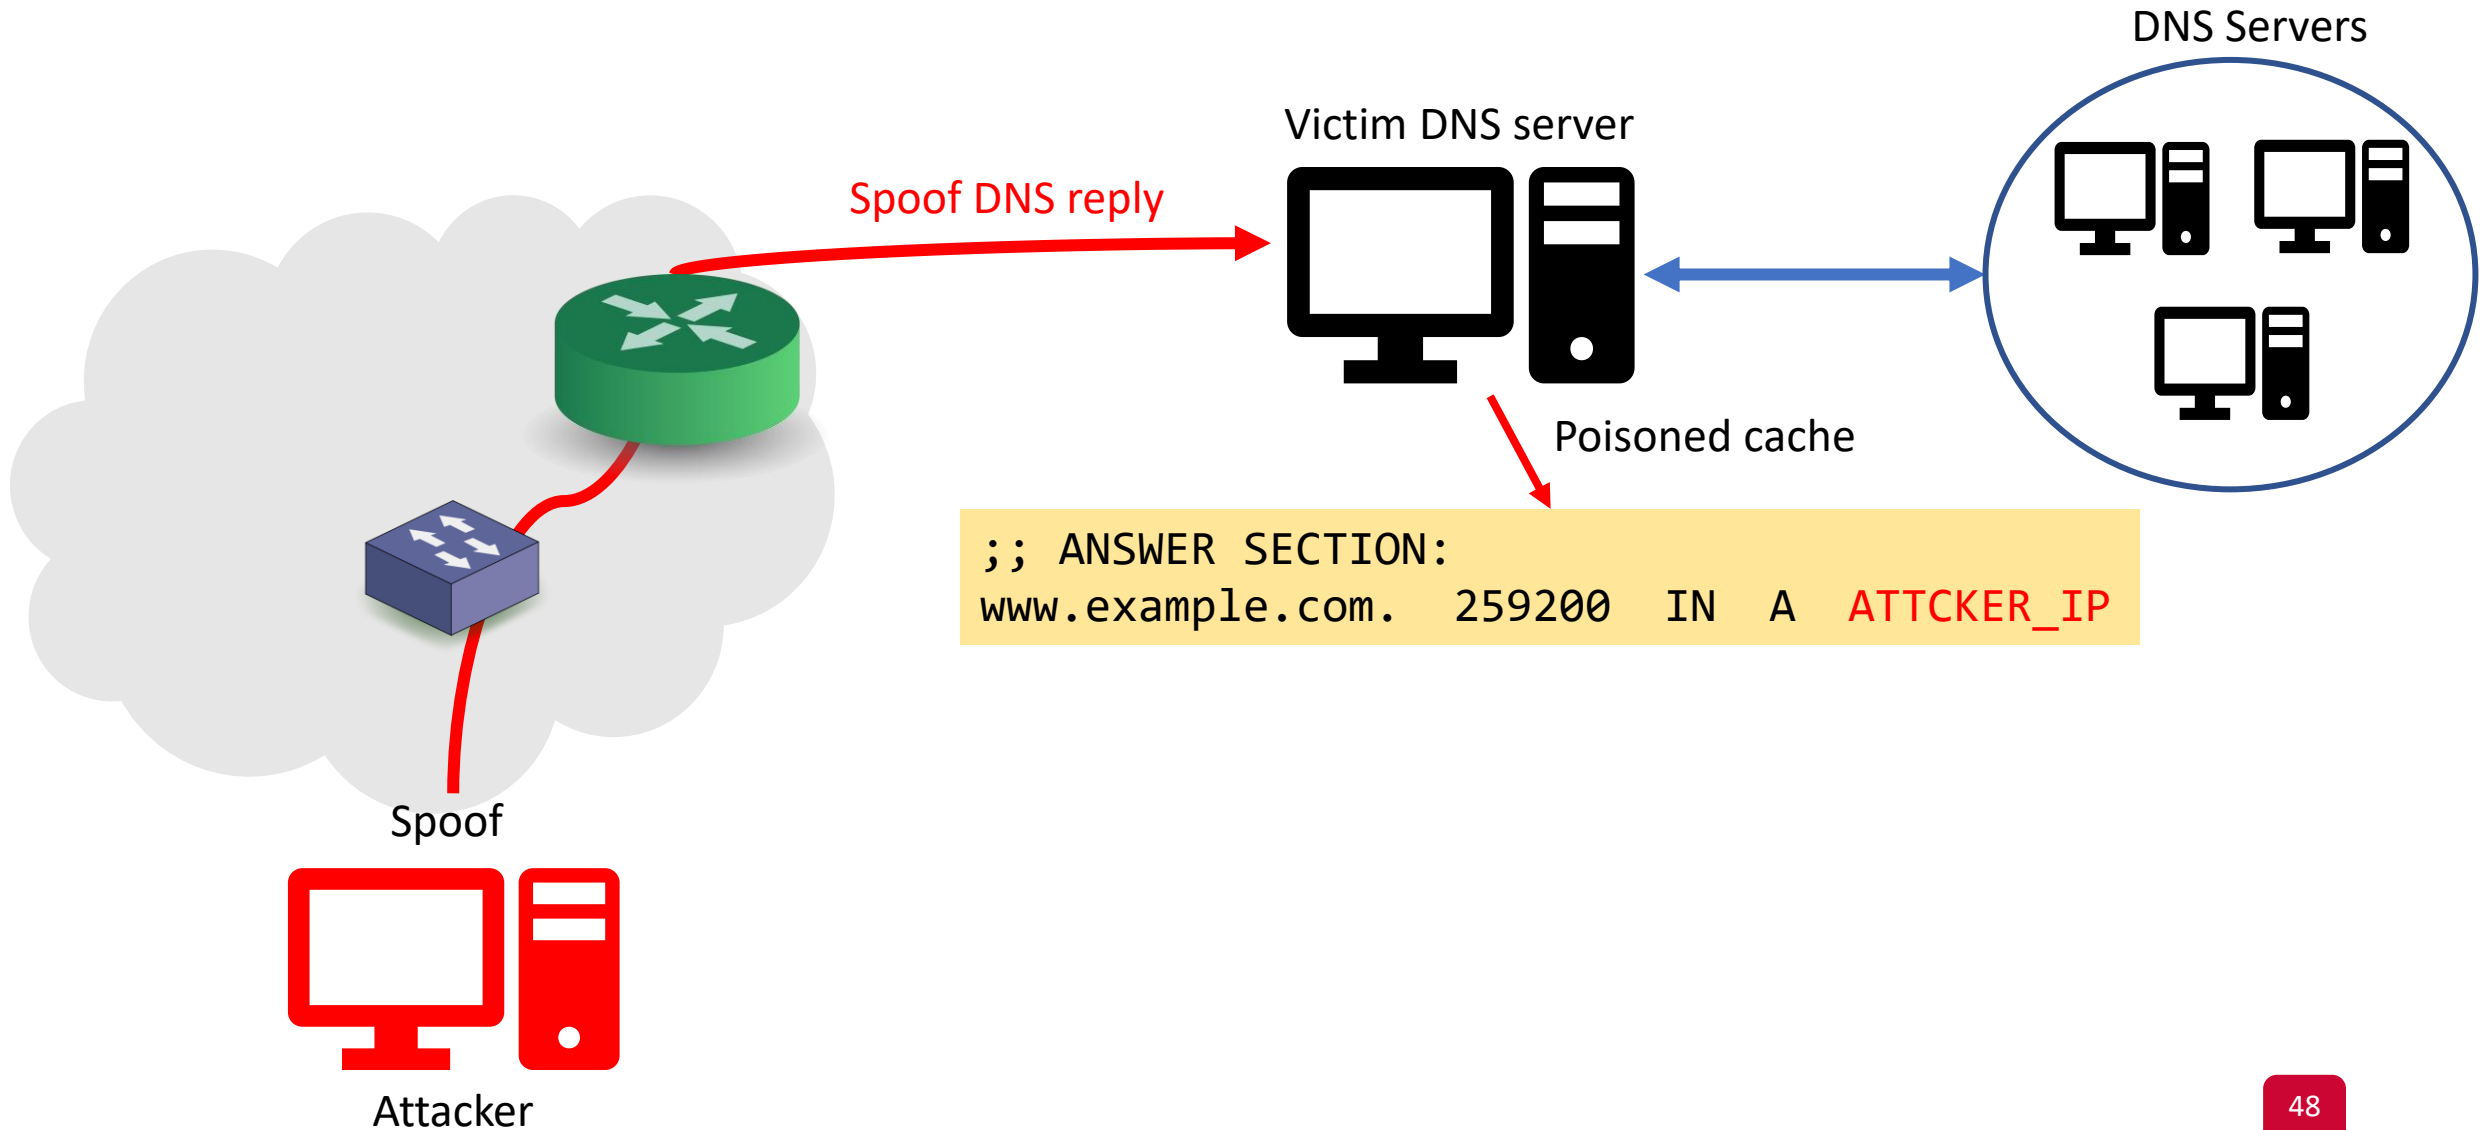 DNS Servers
Victim DNS server
Spoof DNS reply
Poisoned cache
;; ANSWER SECTION:
www.example.com. 259200 IN A ATTCKER_IP
Spoof
Attacker
48